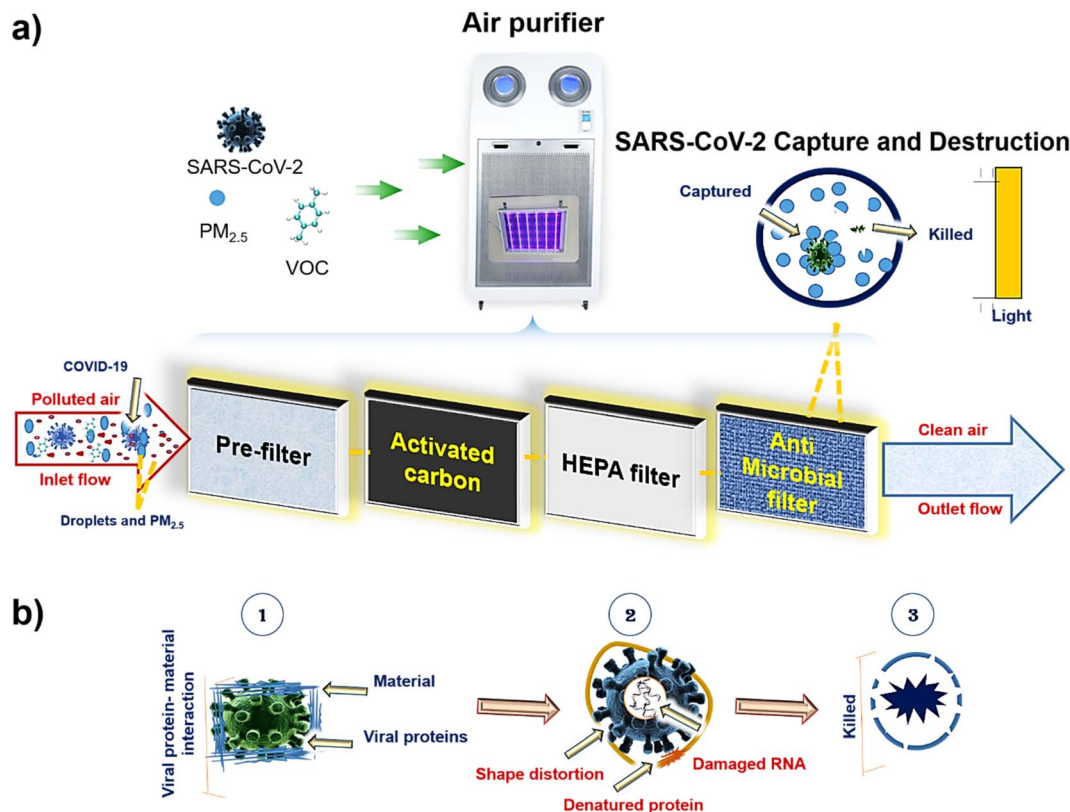 a)
Air purifier
SARS-CoV-2
PM2.5
VOC
SARS-CoV-2 Capture and Destruction
Captured
Killed
Light
COVID-19
Polluted air
Inlet flow
Droplets and PM2.5
Pre-filter
Activated
carbon
HEPA filter
Anti
Microbial
filter
Clean air
Outlet flow
b)
1
2
3
Viral protein- material
interaction
Material
Viral proteins
Shape distortion
Denatured protein
Damaged RNA
Killed